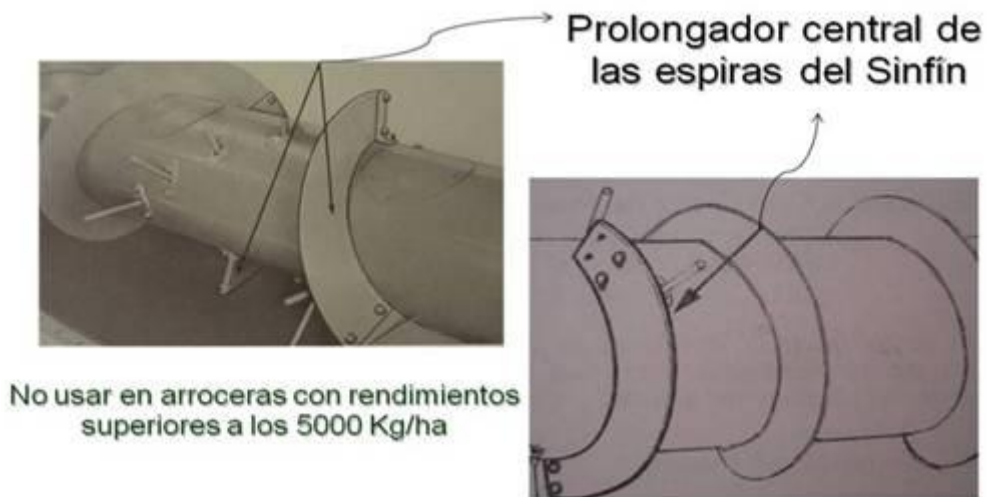 Prolongador central de
las espiras del Sinfín
No usar en arroceras con rendimientos
superiores a los 5000 Kg/ha